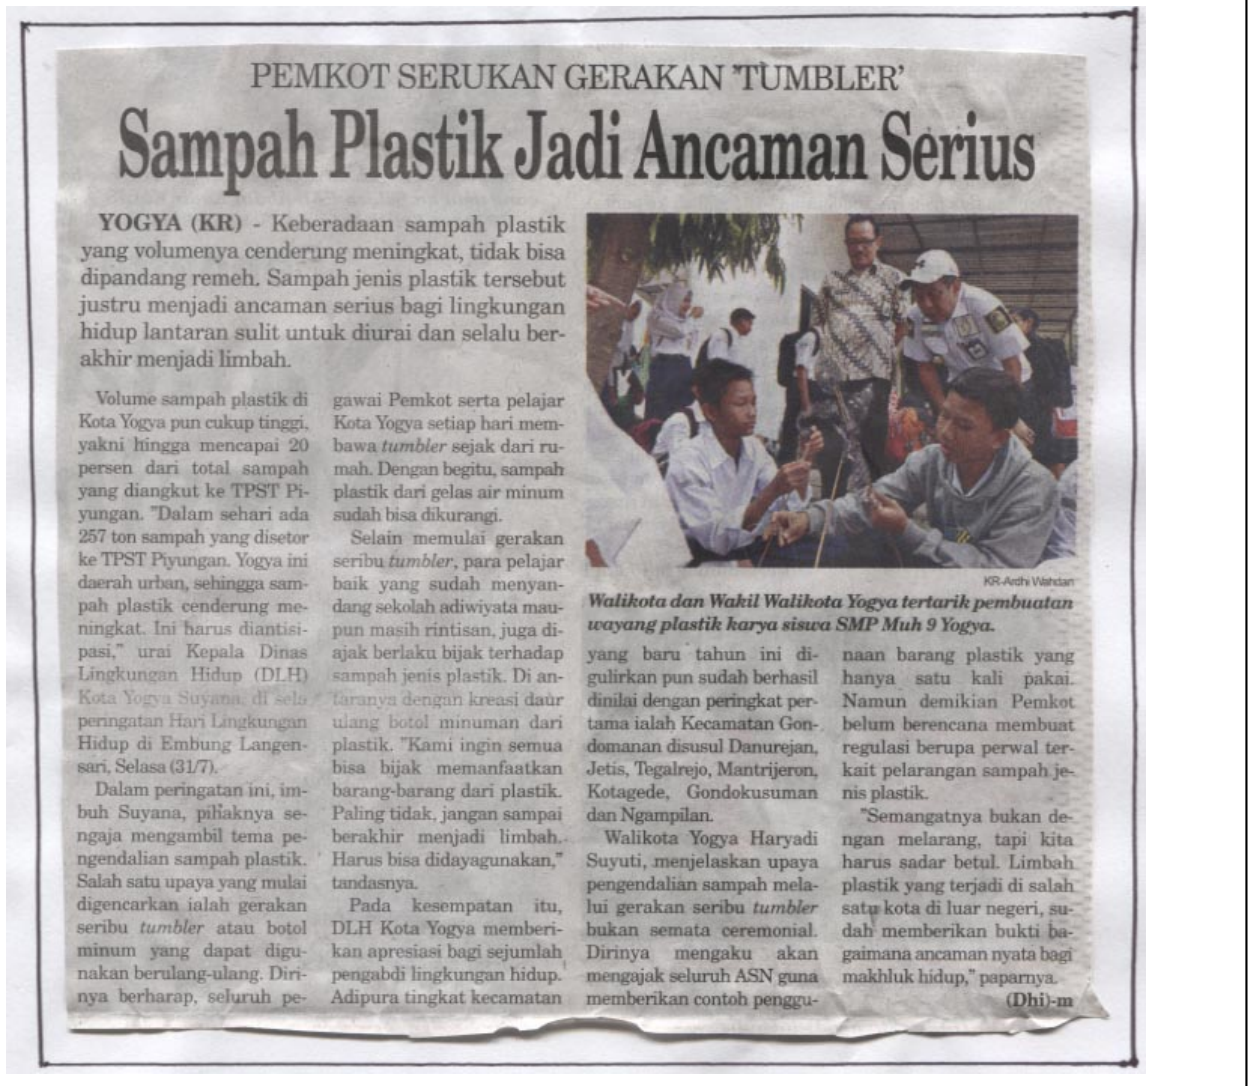 PEMKOT SERUKAN GERAKAN 'TUMBLER'
Sampah Plastik Jadi Ancaman Serius
YOGYA (KR) - Keberadaan sampah plastik
yang volumenya cenderung meningkat, tidak bisa
dipandang remeh. Sampah jenis plastik tersebut
justru menjadi ancaman serius bagi lingkungan
hidup lantaran sulit untuk diurai dan selalu ber-
akhir menjadi limbah.
Volume sampah plastik di
Kota Yogya pun cukup tinggi,
yakni hingga mencapai 20
persen dari total sampah
yang diangkut ke TPST Pi-
yungan. "Dalam sehari ada
257 ton sampah yang disetor
ke TPST Piyungan. Yogya ini
daerah urban, sehingga sam-
pah plastik cenderung me-
ningkat. Ini harus diantisi-
pasi," urai Kepala Dinas
Lingkungan Hidup (DLH)
Kota Yogya Suyana, di sela
peringatan Hari Lingkungan
Hidup di Embung Langen-
sari, Selasa (31/7).
Dalam peringatan ini, im-
buh Suyana, pihaknya se-
ngaja mengambil tema pe-
ngendalian sampah plastik.
Salah satu upaya yang mulai
digencarkan ialah gerakan
seribu tumbler atau botol
minum yang dapat digu-
nakan berulang-ulang. Diri-
nya berharap, seluruh pe-
gawai Pemkot serta pelajar
Kota Yogya setiap hari mem-
bawa tumbler sejak dari ru-
mah. Dengan begitu, sampah
plastik dari gelas air minum
sudah bisa dikurangi.
Selain memulai gerakan
seribu tumbler, para pelajar
baik yang sudah menyan-
dang sekolah adiwiyata mau-
pun masih rintisan, juga di-
ajak berlaku bijak terhadap
sampah jenis plastik. Di an-
taranya dengan kreasi daur
ulang botol minuman dari
plastik. "Kami ingin semua
bisa bijak memanfaatkan
barang-barang dari plastik.
Paling tidak, jangan sampai
berakhir menjadi limbah.
Harus bisa didayagunakan,"
tandasnya.
Pada kesempatan itu,
DLH Kota Yogya memberi-
kan apresiasi bagi sejumlah
pengabdi lingkungan hidup.
Adipura tingkat kecamatan
KR-Ardhi Wahdan
Walikota dan Wakil Walikota Yogya tertarik pembuatan
wayang plastik karya siswa SMP Muh 9 Yogya.
yang baru tahun ini di-
gulirkan pun sudah berhasil
dinilai dengan peringkat per-
tama ialah Kecamatan Gon-
domanan disusul Danurejan,
Jetis, Tegalrejo, Mantrijeron,
Kotagede, Gondokusuman
dan Ngampilan.
Walikota Yogya Haryadi
Suyuti, menjelaskan upaya
pengendalian sampah mela-
lui gerakan seribu tumbler
bukan semata ceremonial.
Dirinya mengaku akan
mengajak seluruh ASN guna
memberikan contoh penggu-
naan barang plastik yang
hanya satu kali pakai.
Namun demikian Pemkot
belum berencana membuat
regulasi berupa perwal ter-
kait pelarangan sampah je-
nis plastik.
"Semangatnya bukan de-
ngan melarang, tapi kita
harus sadar betul. Limbah
plastik yang terjadi di salah
satu kota di luar negeri, su-
dah memberikan bukti ba-
gaimana ancaman nyata bagi
makhluk hidup," paparnya.
(Dhi)-m